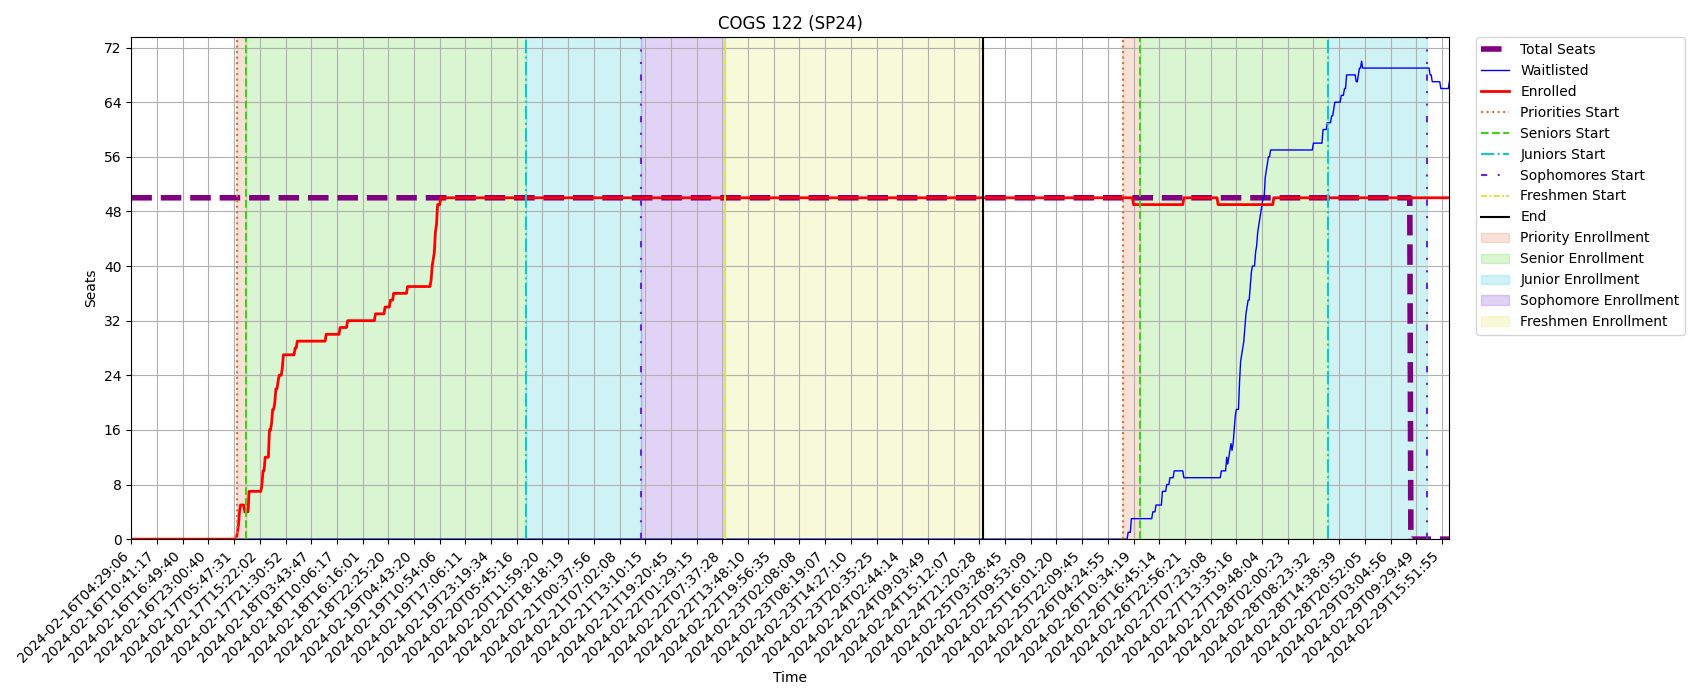 COGS 122 (SP24)
Seats
72
64
56
48
40
32
24
16
8
0
2024-02-16T04:29:06
2024-02-16T10:41:17
2024-02-16T16:49:40
2024-02-16T23:00:40
2024-02-17T05:47:31
2024-02-17T15:22:02
2024-02-17T21:30:52
2024-02-18T03:43:47
2024-02-18T10:06:17
2024-02-18T16:16:01
2024-02-18T22:25:20
2024-02-19T04:43:20
2024-02-19T10:54:06
2024-02-19T17:06:11
2024-02-19T23:19:34
2024-02-20T05:45:16
2024-02-20T11:59:20
2024-02-20T18:18:19
2024-02-21T00:37:56
2024-02-21T07:02:08
2024-02-21T13:10:15
2024-02-21T19:20:45
2024-02-22T01:29:15
2024-02-22T07:37:28
2024-02-22T13:48:10
2024-02-22T19:56:35
2024-02-23T02:08:08
2024-02-23T08:19:07
2024-02-23T14:27:10
2024-02-23T20:35:25
2024-02-24T02:44:14
2024-02-24T09:03:49
2024-02-24T15:12:07
2024-02-24T21:20:28
2024-02-25T03:28:45
2024-02-25T09:53:09
2024-02-25T16:01:20
2024-02-25T22:09:45
2024-02-26T04:24:55
2024-02-26T10:34:19
2024-02-26T16:45:14
2024-02-26T22:56:21
2024-02-27T07:23:08
2024-02-27T13:35:16
2024-02-27T19:48:04
2024-02-28T02:00:23
2024-02-28T08:23:32
2024-02-28T14:38:39
2024-02-28T20:52:05
2024-02-29T03:04:56
2024-02-29T09:29:49
2024-02-29T15:51:55
Time
Total Seats
Waitlisted
Enrolled
Priorities Start
Seniors Start
Juniors Start
Sophomores Start
Freshmen Start
End
Priority Enrollment
Senior Enrollment
Junior Enrollment
Sophomore Enrollment
Freshmen Enrollment